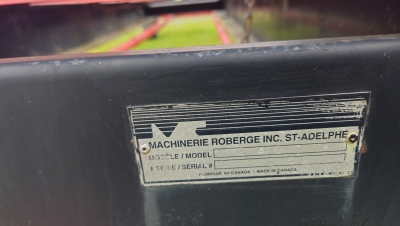 MACHINERIE ROBERGE INC. ST-ADELPHE
MODÈLE / MODEL
# SÉRIE / SERIAL #
FABRIQUÉ AU CANADA / MADE IN CANADA